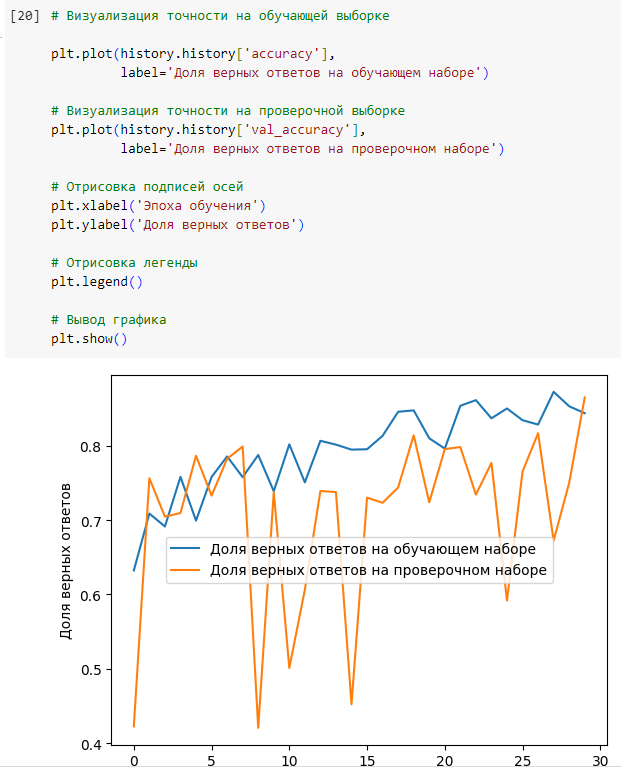 [20] # Визуализация точности на обучающей выборке
plt.plot(history.history['accuracy'],
label='Доля верных ответов на обучающем наборе')
# Визуализация точности на проверочной выборке
plt.plot(history.history['val_accuracy'],
label='Доля верных ответов на проверочном наборе')
# Отрисовка подписей осей
plt.xlabel('Эпоха обучения')
plt.ylabel('Доля верных ответов')
# Отрисовка легенды
plt.legend()
# Вывод графика
plt.show()
0.8
0.7
0.6
0.5
0.4
Доля верных ответов
Доля верных ответов на обучающем наборе
Доля верных ответов на проверочном наборе
0 5 10 15 20 25 30